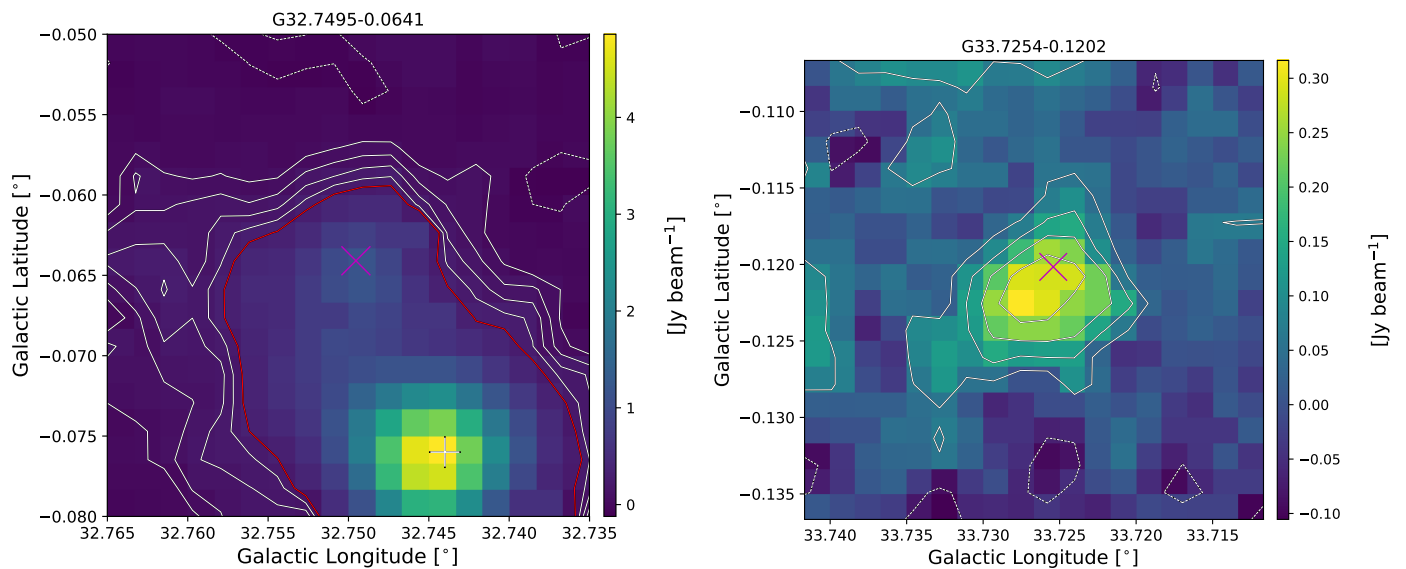 G32.7495-0.0641
−0.050
−0.055
−0.060
−0.065
−0.070
−0.075
−0.080
Galactic Latitude [°]
32.765 32.760 32.755 32.750 32.745 32.740 32.735
Galactic Longitude [°]
4
3
2
1
0
[Jy beam⁻¹]
G33.7254-0.1202
−0.110
−0.115
−0.120
−0.125
−0.130
−0.135
Galactic Latitude [°]
33.740 33.735 33.730 33.725 33.720 33.715
Galactic Longitude [°]
0.30
0.25
0.20
0.15
0.10
0.05
0.00
−0.05
−0.10
[Jy beam⁻¹]